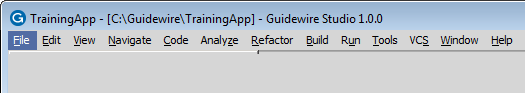 TrainingApp - [C:\Guidewire\TrainingApp] - Guidewire Studio 1.0.0
File Edit View Navigate Code Analyze Refactor Build Run Tools VCS Window Help